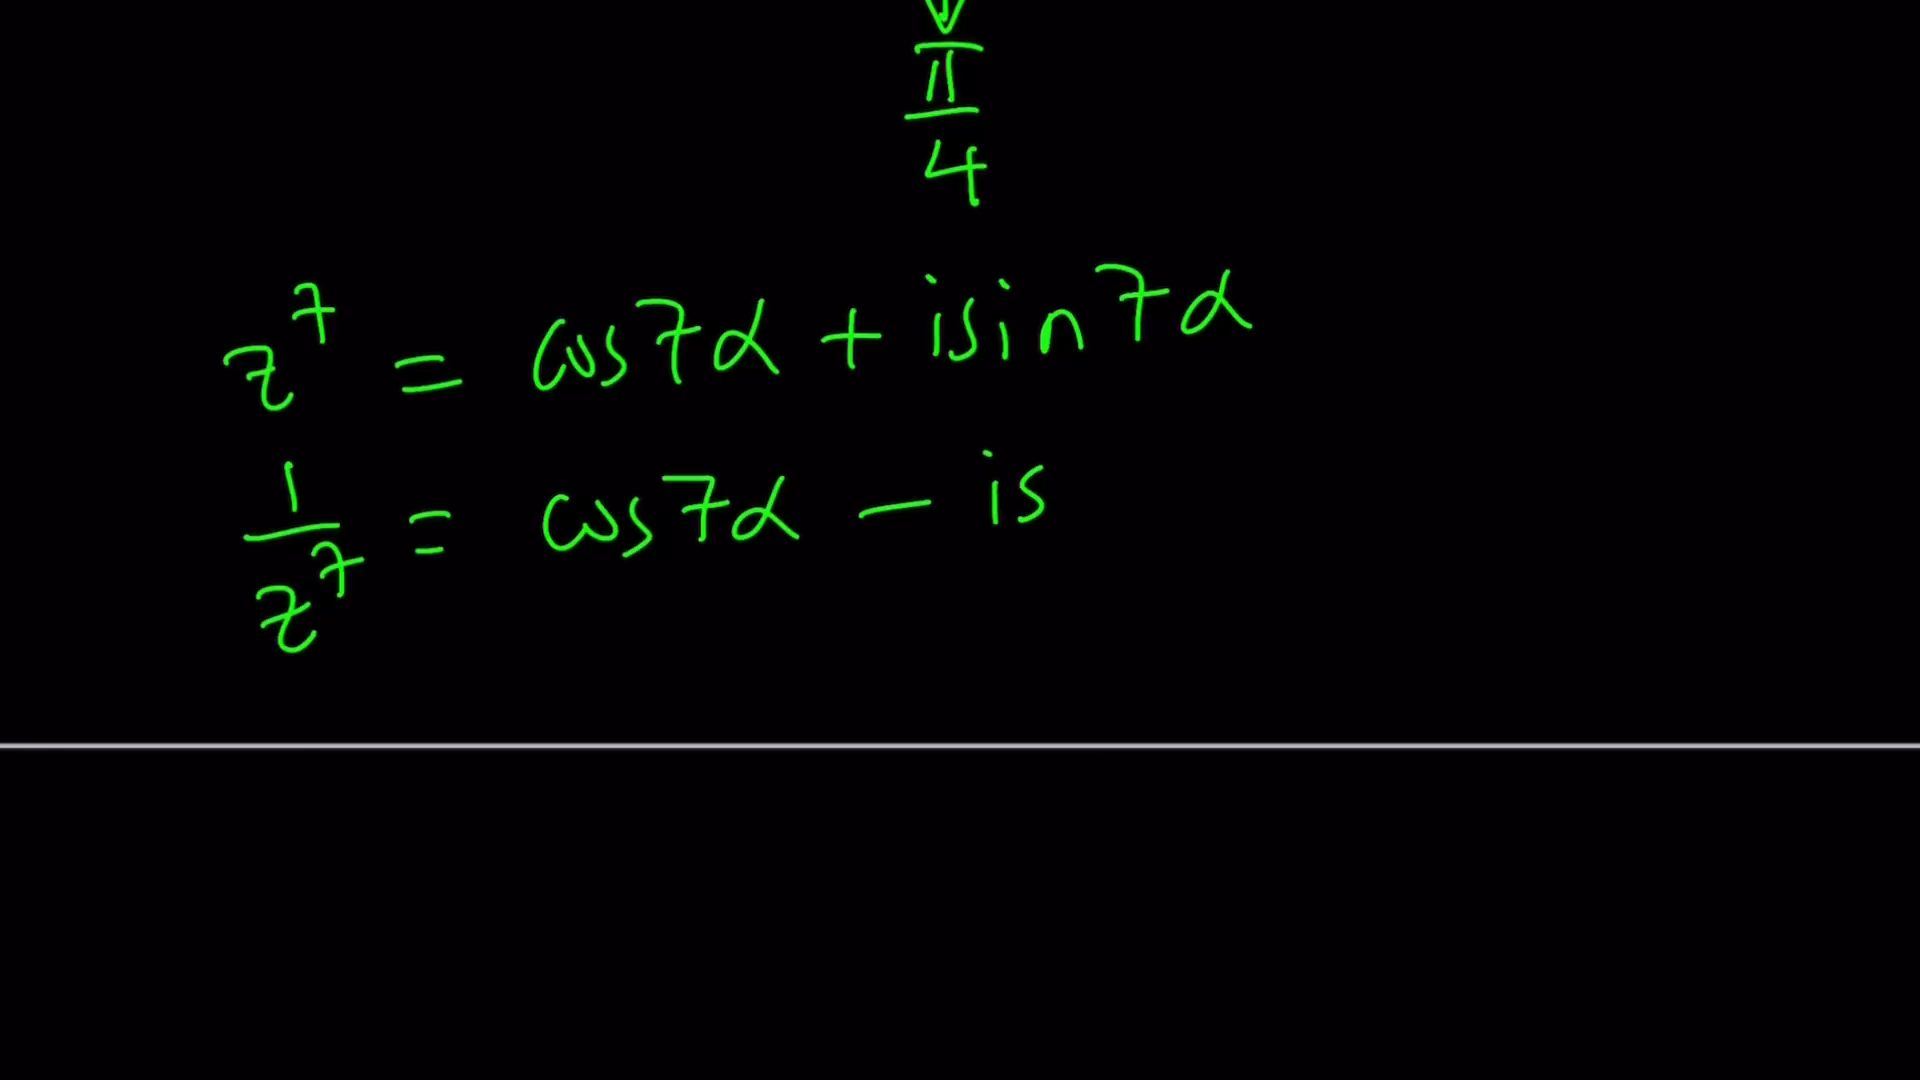 π/4
z^7 = cos7α + isin7α
1/z^7 = cos7α - is